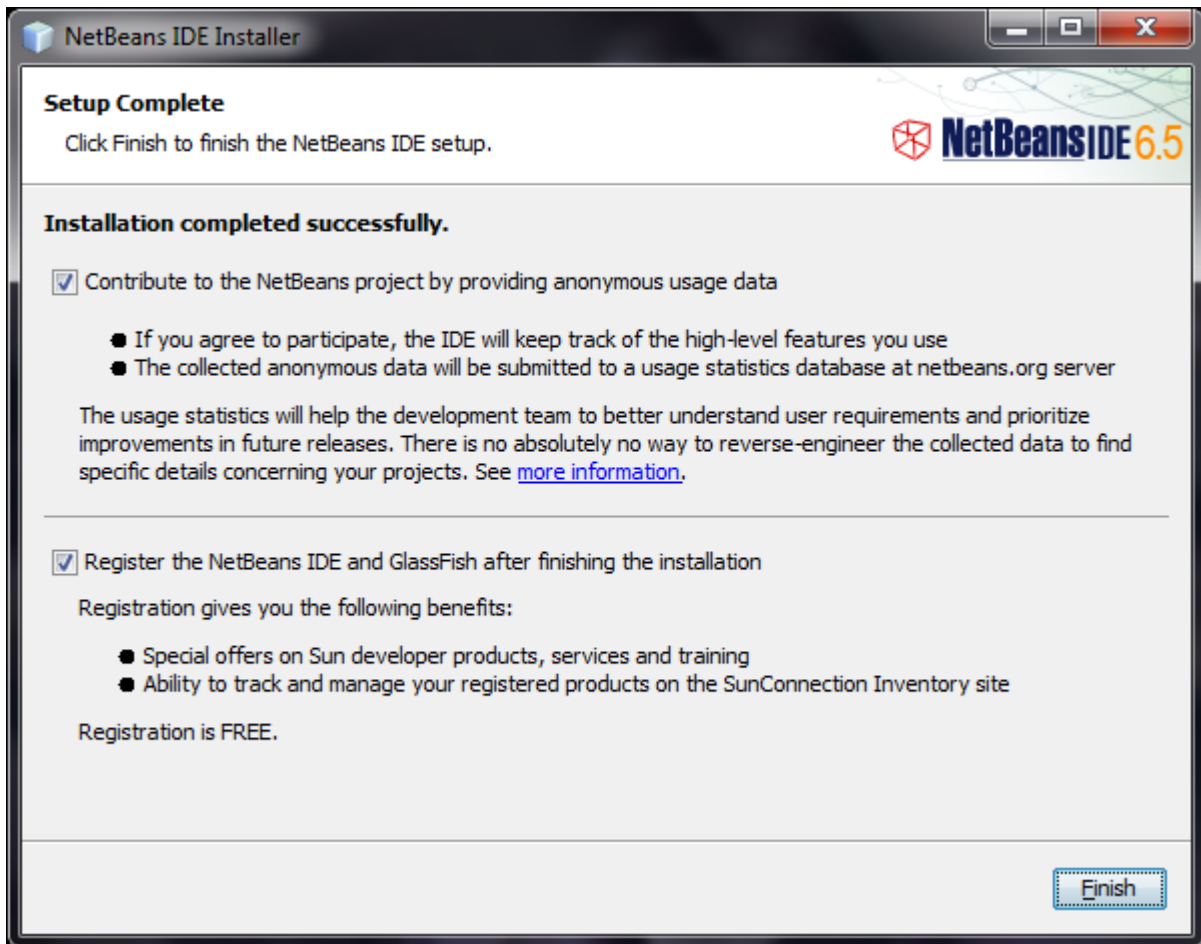 NetBeans IDE Installer
Setup Complete
Click Finish to finish the NetBeans IDE setup.
NetBeans IDE 6.5
Installation completed successfully.
Contribute to the NetBeans project by providing anonymous usage data
● If you agree to participate, the IDE will keep track of the high-level features you use
● The collected anonymous data will be submitted to a usage statistics database at netbeans.org server
The usage statistics will help the development team to better understand user requirements and prioritize
improvements in future releases. There is no absolutely no way to reverse-engineer the collected data to find
specific details concerning your projects. See more information.
Register the NetBeans IDE and GlassFish after finishing the installation
Registration gives you the following benefits:
● Special offers on Sun developer products, services and training
● Ability to track and manage your registered products on the SunConnection Inventory site
Registration is FREE.
Finish